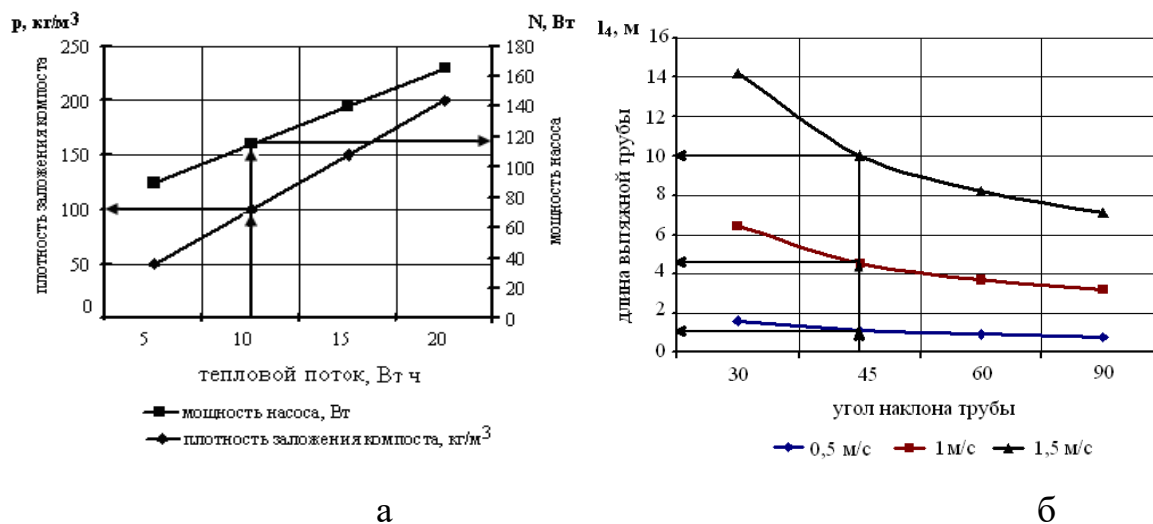 р, кг/м³
N, Вт
плотность заложения компоста
250
200
150
100
50
0
180
160
140
120
100
80
60
40
20
0
мощность насоса
5 10 15 20
тепловой поток, Вт ч
мощность насоса, Вт
плотность заложения компоста, кг/м³
а
l₄, м
длина вытяжной трубы
16
14
12
10
8
6
4
2
0
30 45 60 90
угол наклона трубы
0,5 м/с 1 м/с 1,5 м/с
б